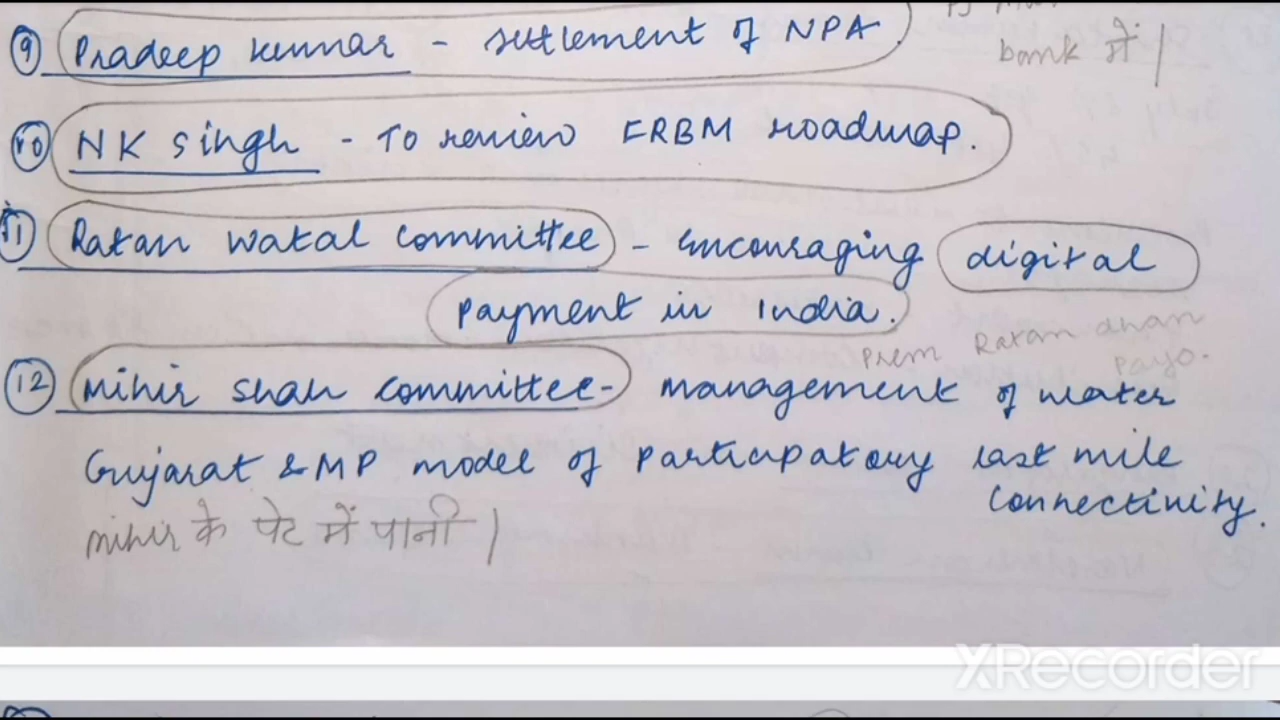 9 Pradeep kumar - settlement of NPA.
bank में |
10 NK Singh - To review FRBM roadmap.
11 Ratan Watal Committee - encouraging digital
payment in India.
Prem Ratan dhan
payo.
12 Mihir Shah committee - management of water
Gujarat & MP model of participatory last mile
connectivity.
mihir के पेट में पानी |
XRecorder